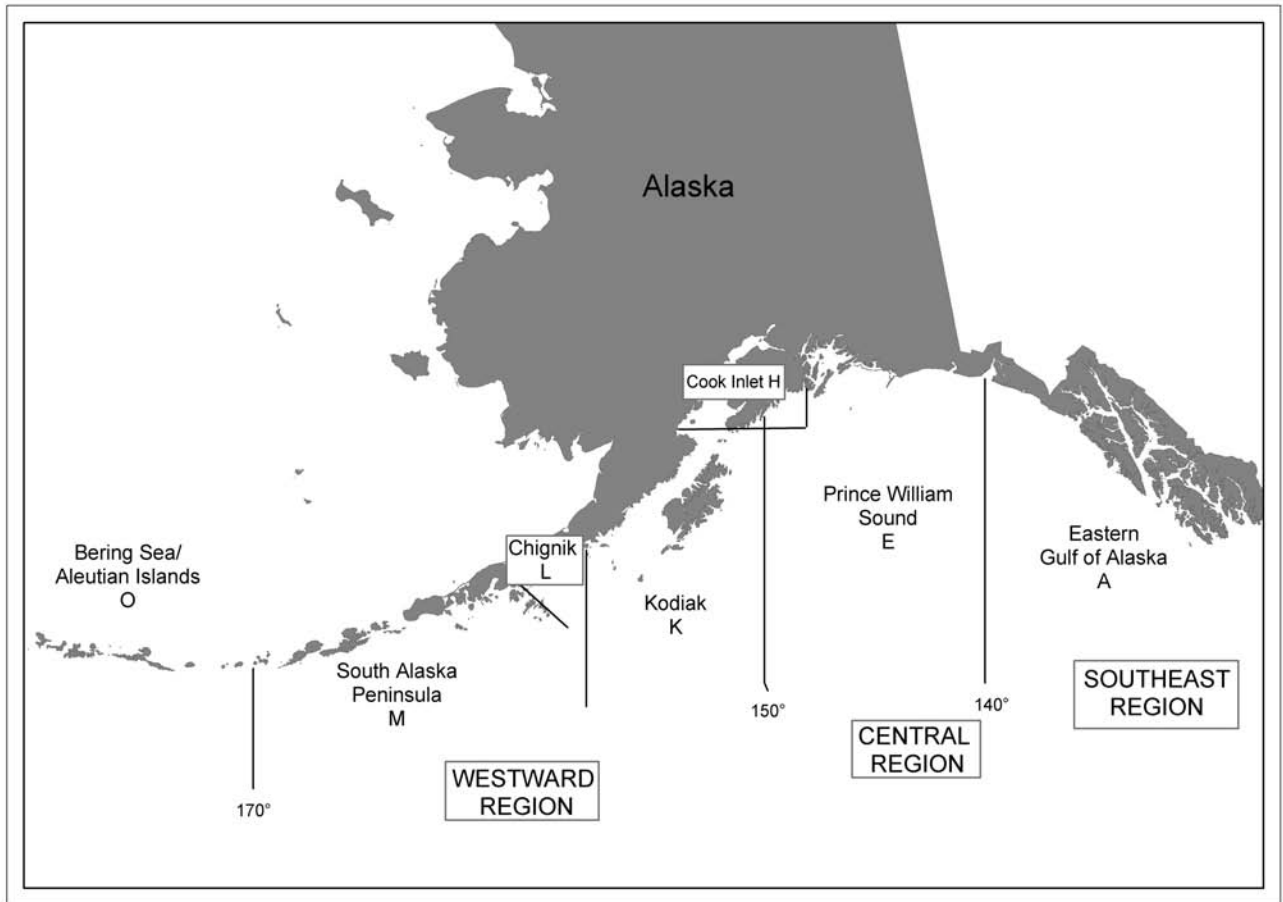 Alaska
Cook Inlet H
Prince William
Sound
E
Eastern
Gulf of Alaska
A
Bering Sea/
Aleutian Islands
O
Chignik
L
Kodiak
K
South Alaska
Peninsula
M
SOUTHEAST
REGION
150°
140°
CENTRAL
REGION
WESTWARD
REGION
170°